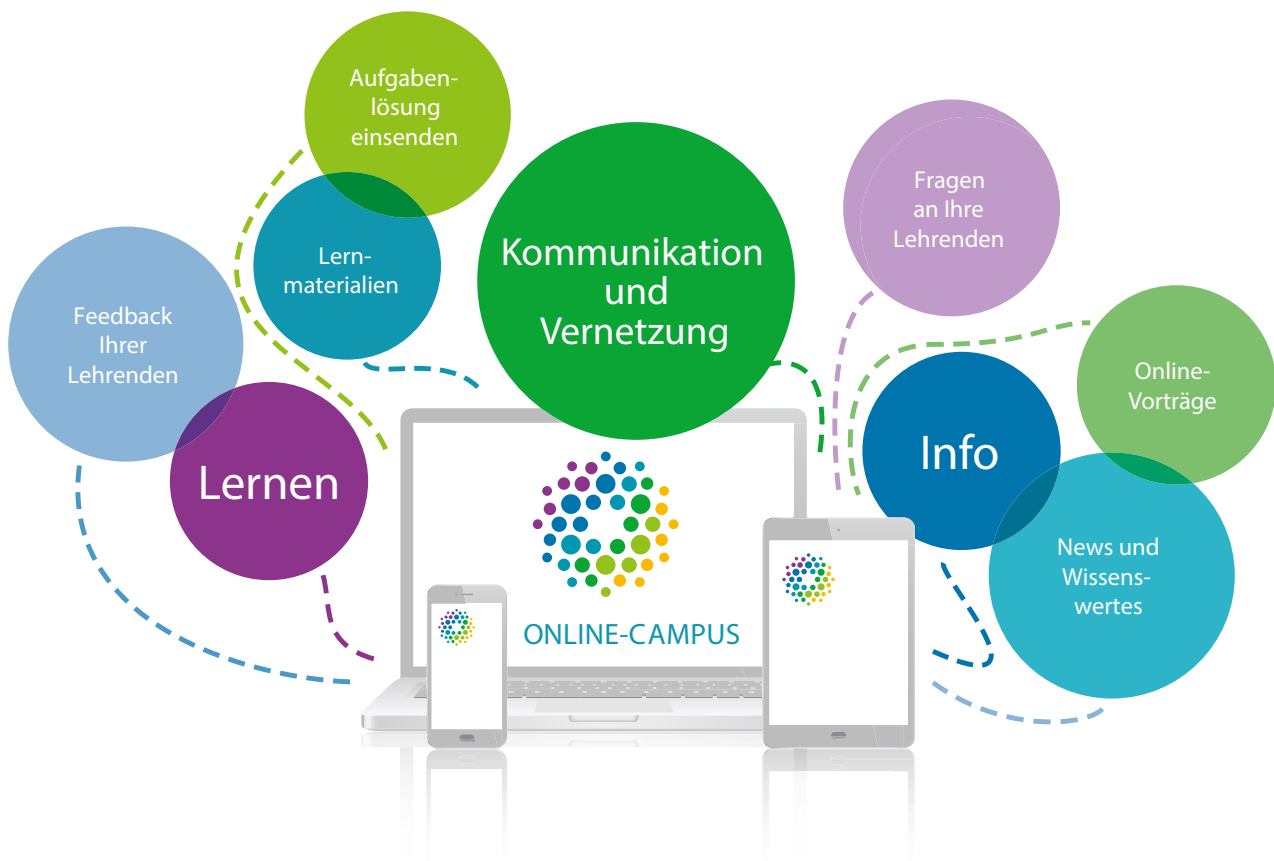 Aufgaben-
lösung
einsenden
Lern-
materialien
Feedback
Ihrer
Lehrenden
Lernen
Kommunikation
und
Vernetzung
Fragen
an Ihre
Lehrenden
Online-
Vorträge
Info
News und
Wissens-
wertes
ONLINE-CAMPUS